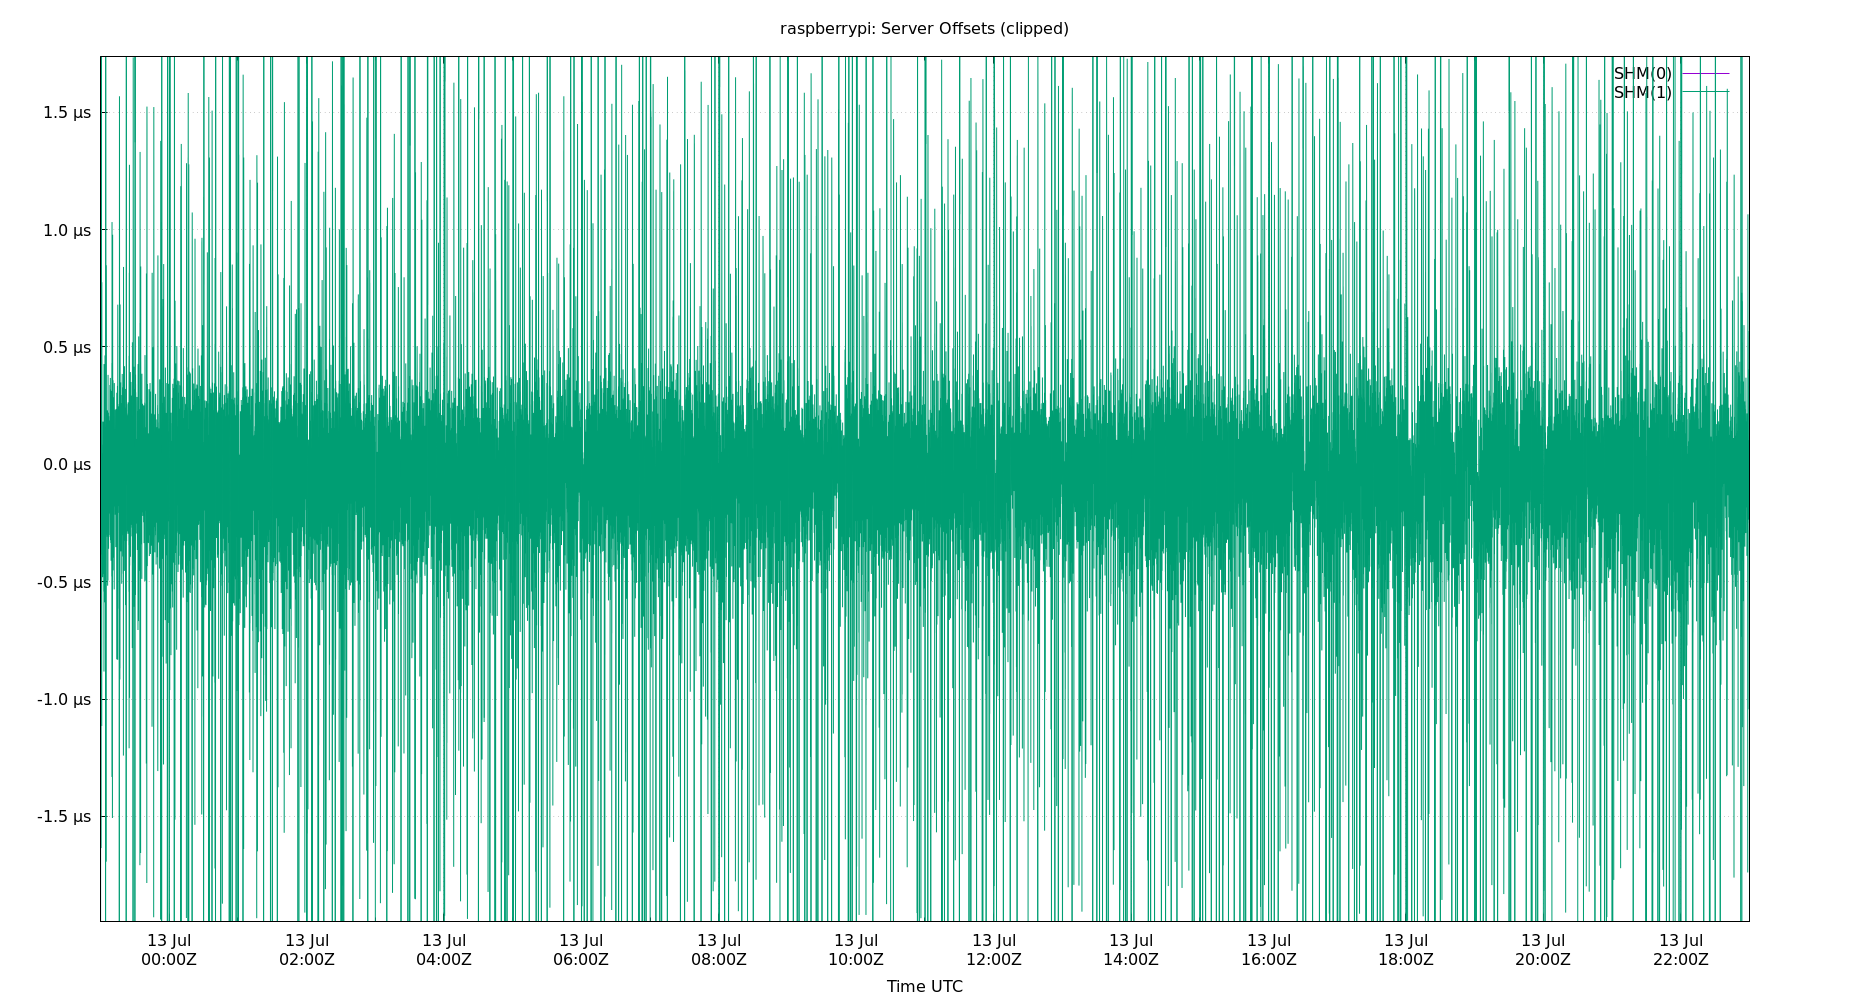 raspberrypi: Server Offsets (clipped)
SHM(0)
SHM(1)
1.5 µs
1.0 µs
0.5 µs
0.0 µs
-0.5 µs
-1.0 µs
-1.5 µs
13 Jul 13 Jul 13 Jul 13 Jul 13 Jul 13 Jul 13 Jul 13 Jul 13 Jul 13 Jul 13 Jul 13 Jul
00:00Z 02:00Z 04:00Z 06:00Z 08:00Z 10:00Z 12:00Z 14:00Z 16:00Z 18:00Z 20:00Z 22:00Z
Time UTC